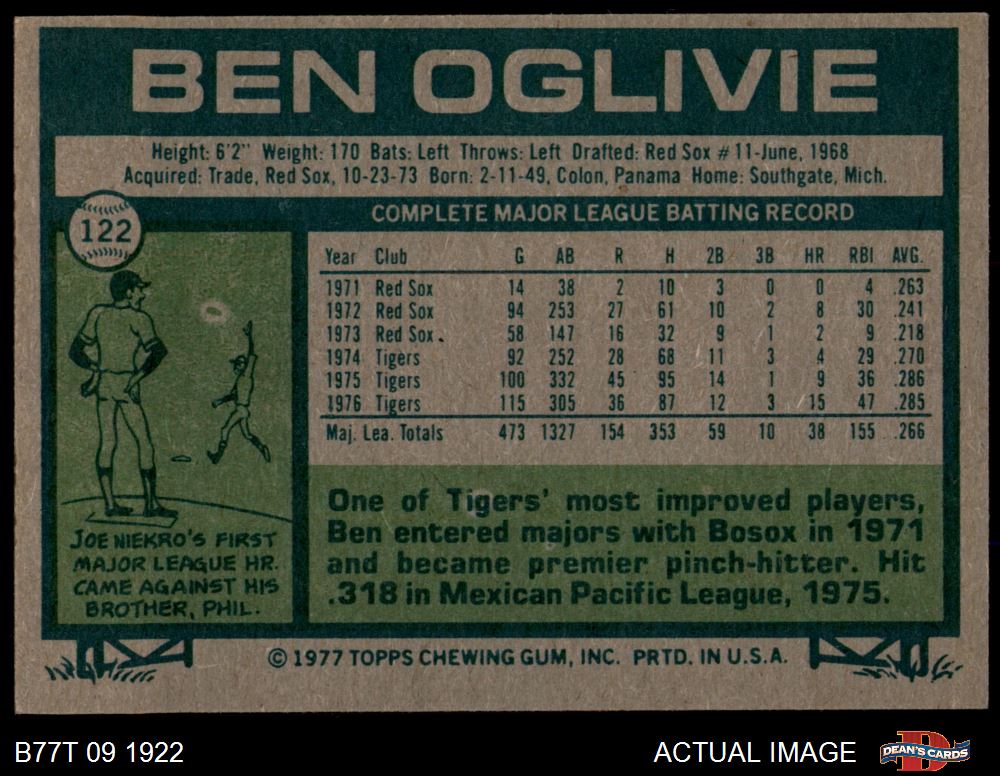 BEN OGLIVIE
Height: 6'2" Weight: 170 Bats: Left Throws: Left Drafted: Red Sox #11-June, 1968
Acquired: Trade, Red Sox, 10-23-73 Born: 2-11-49, Colon, Panama Home: Southgate, Mich.
122
COMPLETE MAJOR LEAGUE BATTING RECORD
Year Club G AB R H 2B 3B HR RBI AVG.
1971 Red Sox 14 38 2 10 3 0 0 4 .263
1972 Red Sox 94 253 27 61 10 2 8 30 .241
1973 Red Sox 58 147 16 32 9 1 2 9 .218
1974 Tigers 92 252 28 68 11 3 4 29 .270
1975 Tigers 100 332 45 95 14 1 9 36 .286
1976 Tigers 115 305 36 87 12 3 15 47 .285
Maj. Lea. Totals 473 1327 154 353 59 10 38 155 .266
JOE NIEKRO'S FIRST
MAJOR LEAGUE HR.
CAME AGAINST HIS
BROTHER, PHIL.
One of Tigers' most improved players,
Ben entered majors with Bosox in 1971
and became premier pinch-hitter. Hit
.318 in Mexican Pacific League, 1975.
© 1977 TOPPS CHEWING GUM, INC. PRTD. IN U.S.A.
B77T 09 1922
ACTUAL IMAGE
D
DEAN'S CARDS